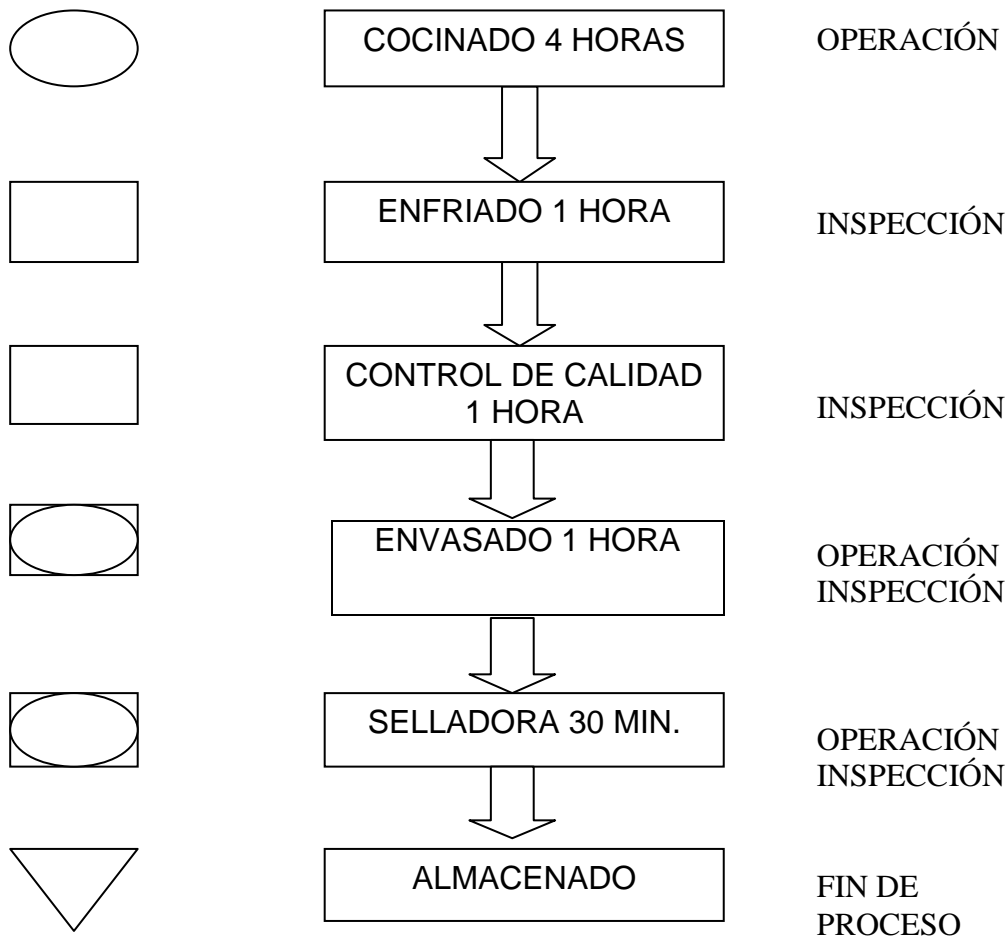 COCINADO 4 HORAS
OPERACIÓN
ENFRIADO 1 HORA
INSPECCIÓN
CONTROL DE CALIDAD
1 HORA
INSPECCIÓN
ENVASADO 1 HORA
OPERACIÓN
INSPECCIÓN
SELLADORA 30 MIN.
OPERACIÓN
INSPECCIÓN
ALMACENADO
FIN DE
PROCESO